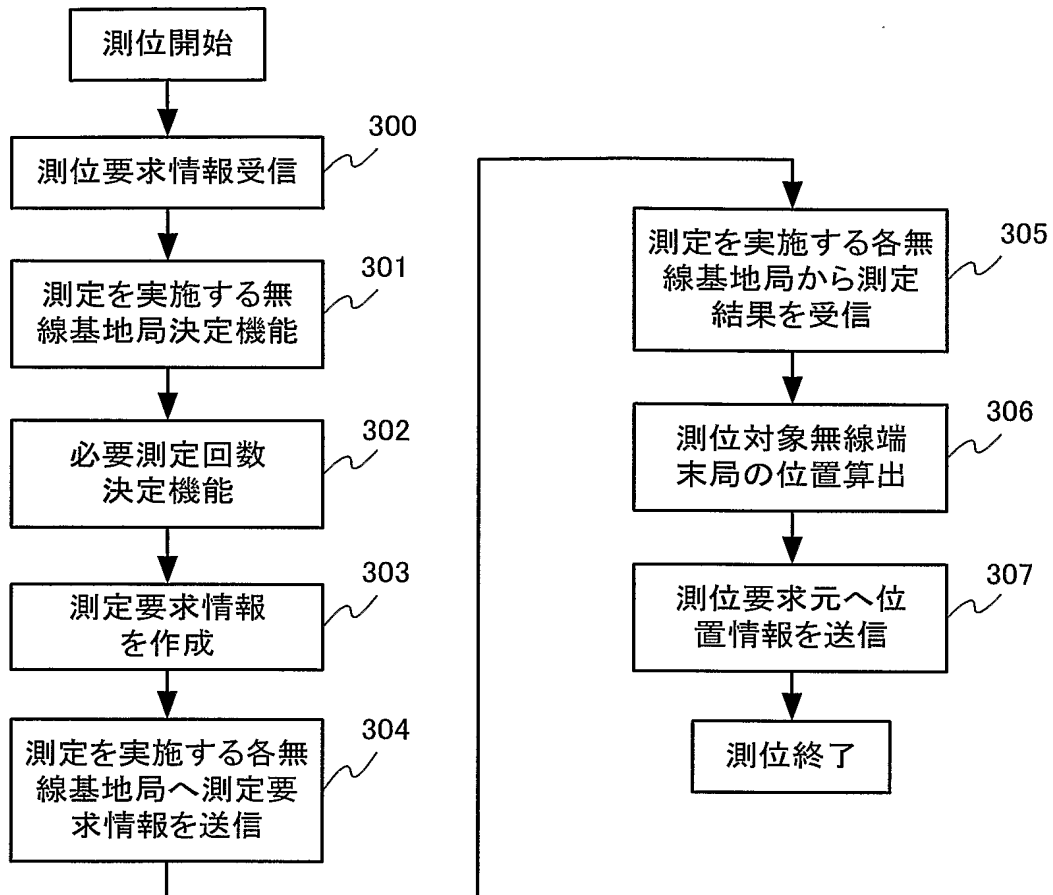 測位開始
300
測位要求情報受信
301
測定を実施する無
線基地局決定機能
302
必要測定回数
決定機能
303
測定要求情報
を作成
304
測定を実施する各無
線基地局へ測定要
求情報を送信
305
測定を実施する各無
線基地局から測定
結果を受信
306
測位対象無線端
末局の位置算出
307
測位要求元へ位
置情報を送信
測位終了